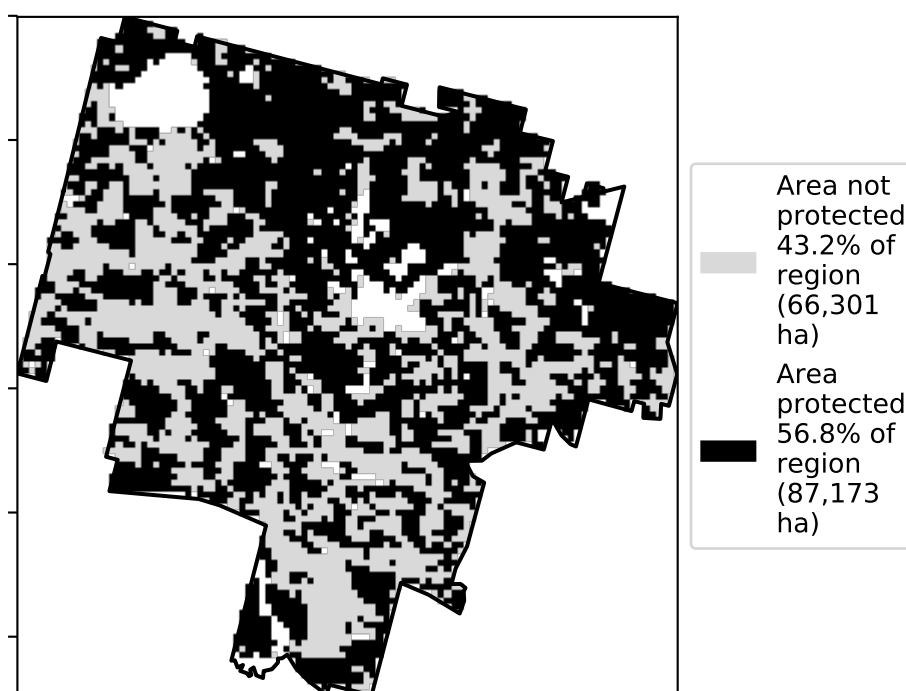 Area not
protected
43.2% of
region
(66,301
ha)
Area
protected
56.8% of
region
(87,173
ha)